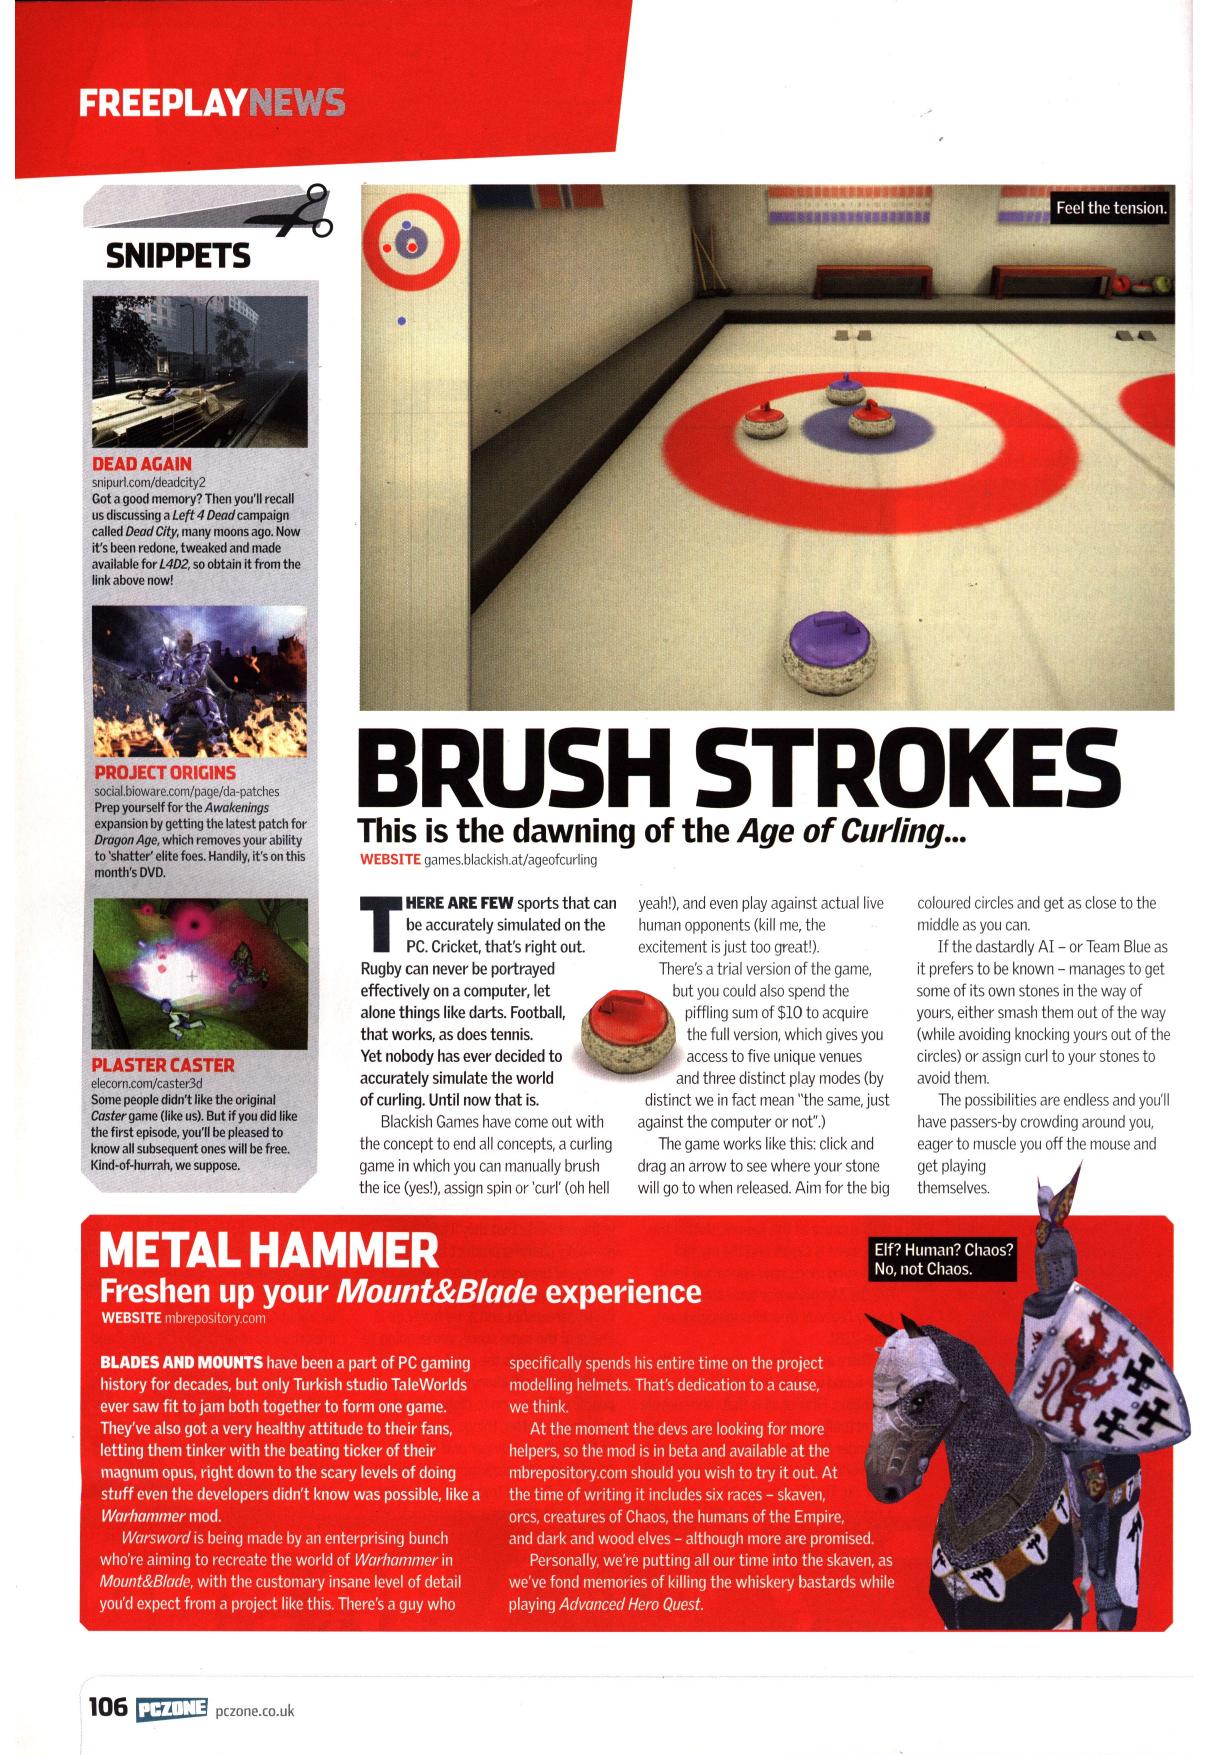 FREEPLAYNEWS
SNIPPETS
DEAD AGAIN
snipurl.com/deadcity2
Got a good memory? Then you'll recall
us discussing a Left 4 Dead campaign
called Dead City, many moons ago. Now
it's been redone, tweaked and made
available for L4D2, so obtain it from the
link above now!
PROJECT ORIGINS
social.bioware.com/page/da-patches
Prep yourself for the Awakenings
expansion by getting the latest patch for
Dragon Age, which removes your ability
to 'shatter' elite foes. Handily, it's on this
month's DVD.
PLASTER CASTER
elecorn.com/caster3d
Some people didn't like the original
Caster game (like us). But if you did like
the first episode, you'll be pleased to
know all subsequent ones will be free.
Kind-of-hurrah, we suppose.
Feel the tension.
BRUSH STROKES
This is the dawning of the Age of Curling...
WEBSITE games.blackish.at/ageofcurling
THERE ARE FEW sports that can
be accurately simulated on the
PC. Cricket, that's right out.
Rugby can never be portrayed
effectively on a computer, let
alone things like darts. Football,
that works, as does tennis.
Yet nobody has ever decided to
accurately simulate the world
of curling. Until now that is.
Blackish Games have come out with
the concept to end all concepts, a curling
game in which you can manually brush
the ice (yes!), assign spin or 'curl' (oh hell
yeah!), and even play against actual live
human opponents (kill me, the
excitement is just too great!).
There's a trial version of the game,
but you could also spend the
piffling sum of $10 to acquire
the full version, which gives you
access to five unique venues
and three distinct play modes (by
distinct we in fact mean "the same, just
against the computer or not".)
The game works like this: click and
drag an arrow to see where your stone
will go to when released. Aim for the big
coloured circles and get as close to the
middle as you can.
If the dastardly AI – or Team Blue as
it prefers to be known – manages to get
some of its own stones in the way of
yours, either smash them out of the way
(while avoiding knocking yours out of the
circles) or assign curl to your stones to
avoid them.
The possibilities are endless and you'll
have passers-by crowding around you,
eager to muscle you off the mouse and
get playing
themselves.
METAL HAMMER
Freshen up your Mount&Blade experience
WEBSITE mbrepository.com
Elf? Human? Chaos?
No, not Chaos.
BLADES AND MOUNTS have been a part of PC gaming
history for decades, but only Turkish studio TaleWorlds
ever saw fit to jam both together to form one game.
They've also got a very healthy attitude to their fans,
letting them tinker with the beating ticker of their
magnum opus, right down to the scary levels of doing
stuff even the developers didn't know was possible, like a
Warhammer mod.
Warsword is being made by an enterprising bunch
who're aiming to recreate the world of Warhammer in
Mount&Blade, with the customary insane level of detail
you'd expect from a project like this. There's a guy who
specifically spends his entire time on the project
modelling helmets. That's dedication to a cause,
we think.
At the moment the devs are looking for more
helpers, so the mod is in beta and available at the
mbrepository.com should you wish to try it out. At
the time of writing it includes six races – skaven,
orcs, creatures of Chaos, the humans of the Empire,
and dark and wood elves – although more are promised.
Personally, we're putting all our time into the skaven, as
we've fond memories of killing the whiskery bastards while
playing Advanced Hero Quest.
106 PCZONE pczone.co.uk